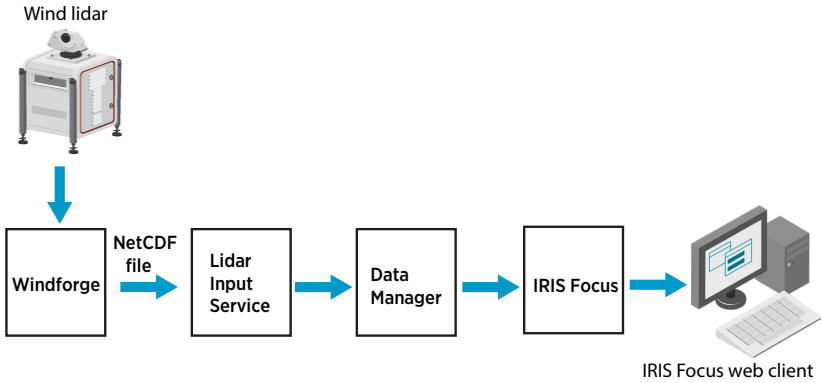 Wind lidar
Windforge
NetCDF
file
Lidar
Input
Service
Data
Manager
IRIS Focus
IRIS Focus web client